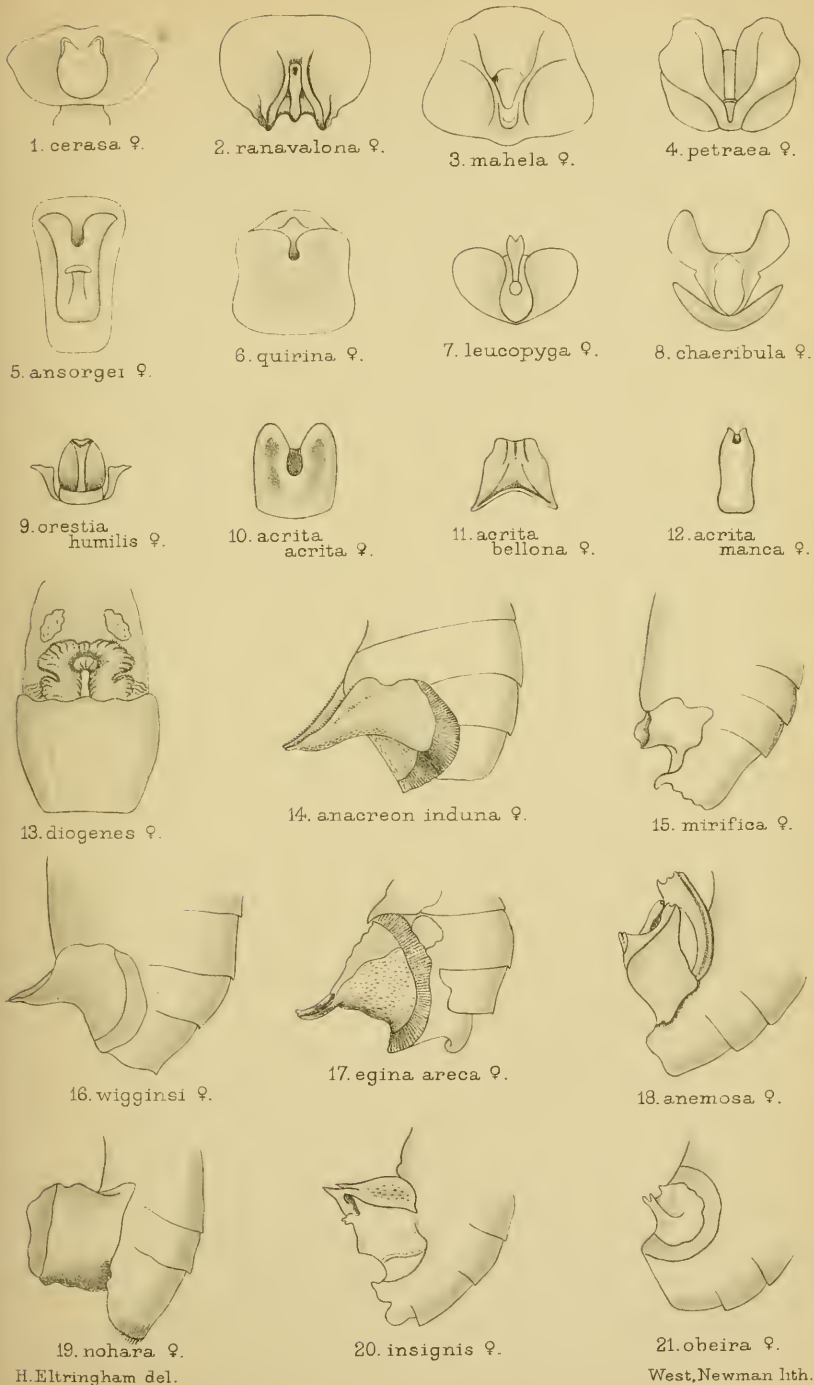 1. cerasa ♀.
2. ranavalona ♀.
3. mahela ♀.
4. petraea ♀.
5. ansorgei ♀.
6. quirina ♀.
7. leucopyga ♀.
8. chaeribula ♀.
9. orestia
humilis ♀.
10. acrita
acrita ♀.
11. acrita
bellona ♀.
12. acrita
manca ♀.
13. diogenes ♀.
14. anacreon induna ♀.
15. mirifica ♀.
16. wigginsi ♀.
17. egina areca ♀.
18. anemosa ♀.
19. nohara ♀.
20. insignis ♀.
21. obeira ♀.
H. Eltringham del.
West, Newman lith.